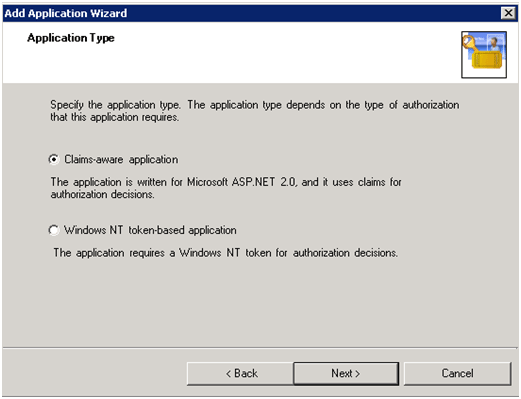 Add Application Wizard
Application Type
Specify the application type. The application type depends on the type of authorization
that this application requires.
Claims-aware application
The application is written for Microsoft ASP.NET 2.0, and it uses claims for
authorization decisions.
Windows NT token-based application
The application requires a Windows NT token for authorization decisions.
< Back
Next >
Cancel